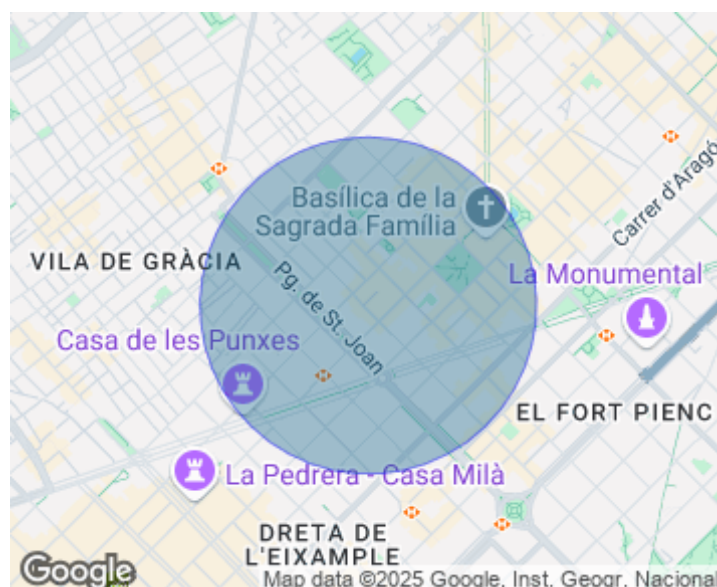 Basílica de la
Sagrada Família
Carrer d'Aragó
VILA DE GRÀCIA
La Monumental
Pg. de St. Joan
Casa de les Punxes
EL FORT PIENC
La Pedrera - Casa Milà
DRETA DE
L'EIXAMPLE
Google
Map data ©2025 Google, Inst. Geogr. Nacional